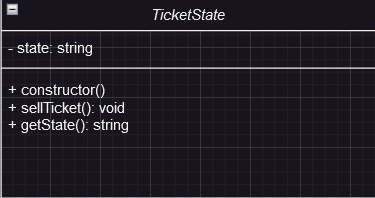 TicketState
- state: string
+ constructor()
+ sellTicket(): void
+ getState(): string